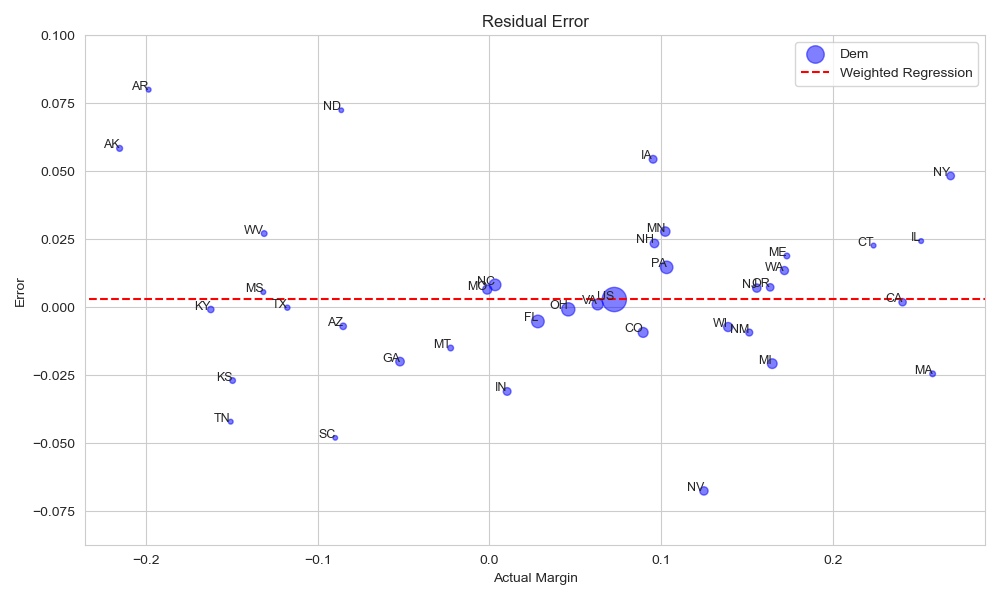 Residual Error
0.100
0.075
0.050
0.025
0.000
−0.025
−0.050
−0.075
Error
Dem
Weighted Regression
AR
ND
AK
IA
NY
WV
MN
NH
CT
IL
ME
PA
WA
MS
MO
NC
NJ
OR
US
CA
KY
TX
VA
OH
FL
AZ
CO
WI
NM
MT
GA
MI
MA
KS
IN
TN
SC
NV
−0.2
−0.1
0.0
0.1
0.2
Actual Margin